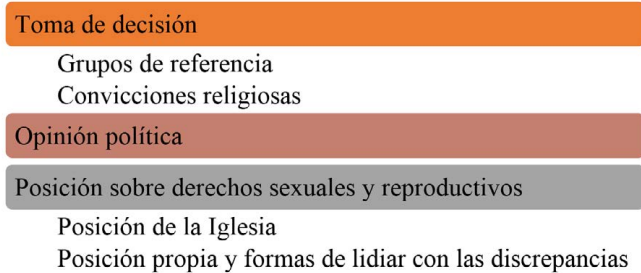 Toma de decisión
Grupos de referencia
Convicciones religiosas
Opinión política
Posición sobre derechos sexuales y reproductivos
Posición de la Iglesia
Posición propia y formas de lidiar con las discrepancias